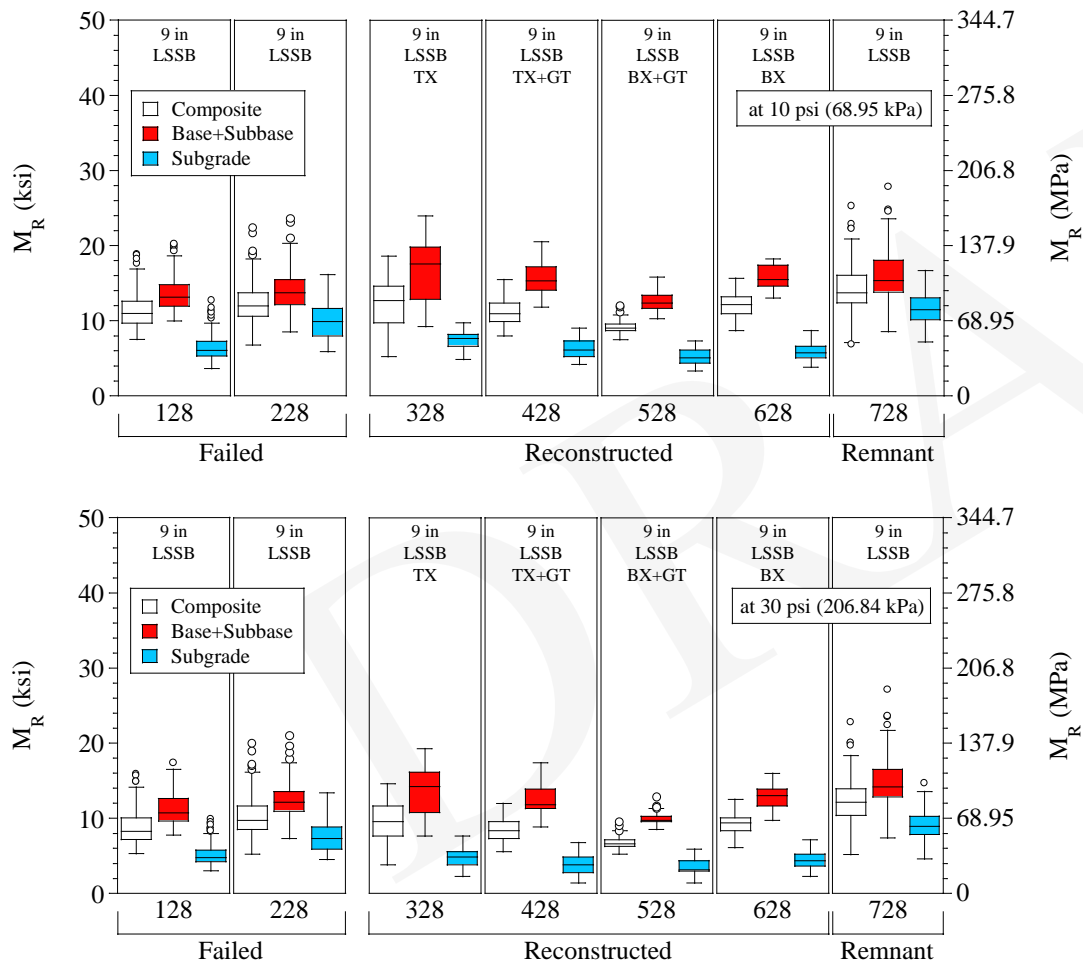 50
40
30
20
10
0
M_R (ksi)
344.7
275.8
206.8
137.9
68.95
0
M_R (MPa)
9 in
LSSB
9 in
LSSB
9 in
LSSB
TX
9 in
LSSB
TX+GT
9 in
LSSB
BX+GT
9 in
LSSB
BX
9 in
LSSB
Composite
Base+Subbase
Subgrade
at 10 psi (68.95 kPa)
128 228 328 428 528 628 728
Failed Reconstructed Remnant
50
40
30
20
10
0
M_R (ksi)
344.7
275.8
206.8
137.9
68.95
0
M_R (MPa)
9 in
LSSB
9 in
LSSB
9 in
LSSB
TX
9 in
LSSB
TX+GT
9 in
LSSB
BX+GT
9 in
LSSB
BX
9 in
LSSB
Composite
Base+Subbase
Subgrade
at 30 psi (206.84 kPa)
128 228 328 428 528 628 728
Failed Reconstructed Remnant
DRA